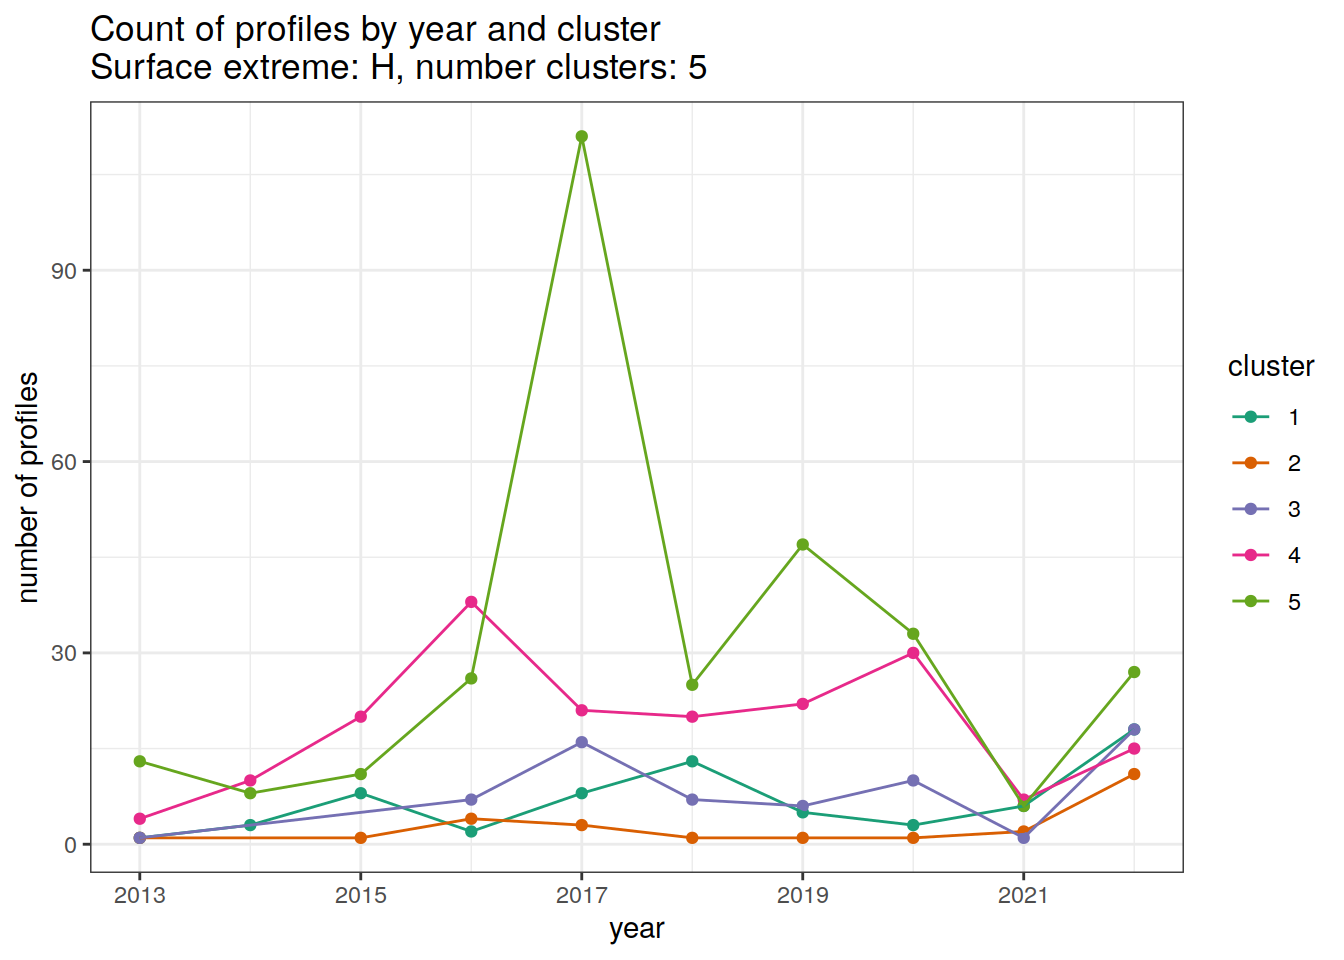 Count of profiles by year and cluster
Surface extreme: H, number clusters: 5
number of profiles
90
60
30
0
2013 2015 2017 2019 2021
year
cluster
1
2
3
4
5